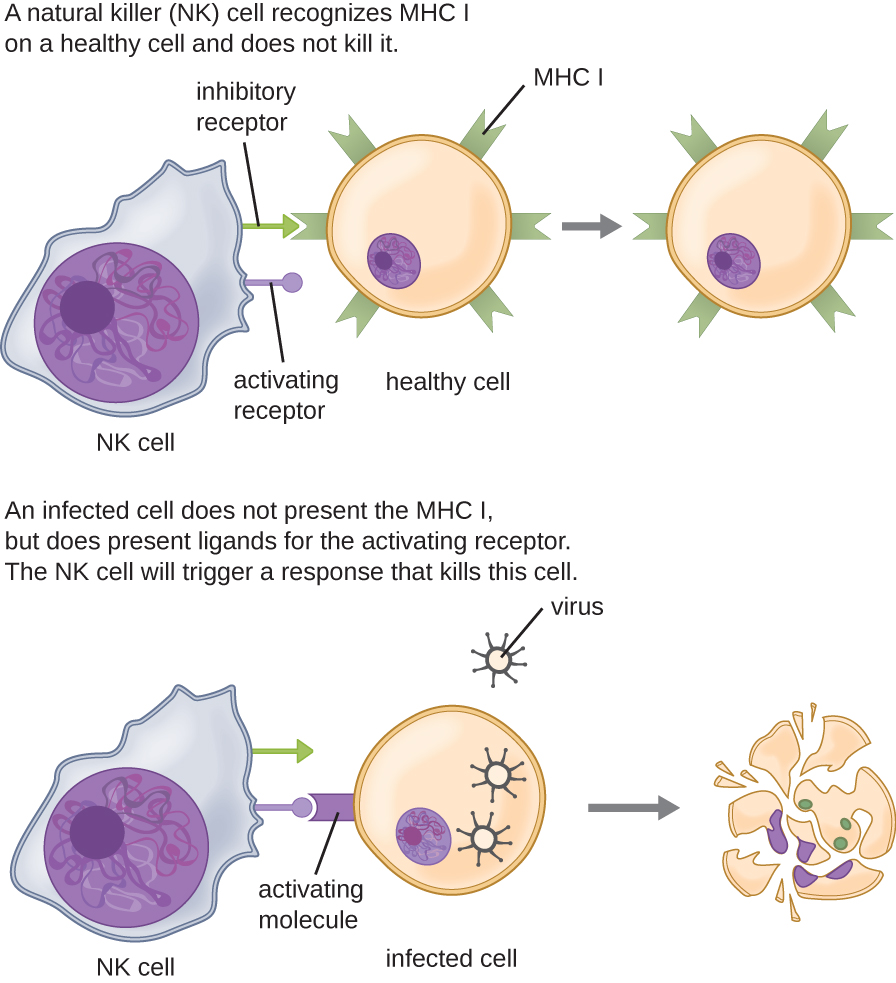 A natural killer (NK) cell recognizes MHC I
on a healthy cell and does not kill it.
MHC I
inhibitory
receptor
activating
receptor
healthy cell
NK cell
An infected cell does not present the MHC I,
but does present ligands for the activating receptor.
The NK cell will trigger a response that kills this cell.
virus
activating
molecule
infected cell
NK cell